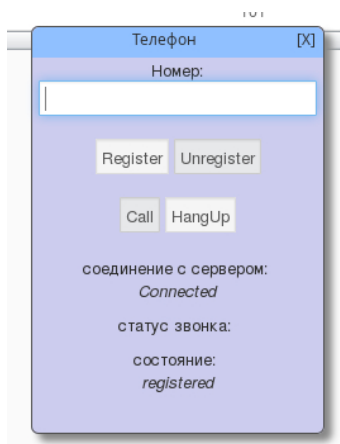 Телефон [X]
Номер:
Register Unregister
Call HangUp
соединение с сервером:
Connected
статус звонка:
состояние:
registered